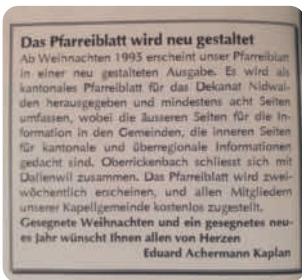 Das Pfarreiblatt wird neu gestaltet
Ab Weihnachten 1993 erscheint unser Pfarreiblatt
in einer neu gestalteten Ausgabe. Es wird als
kantonales Pfarreiblatt für das Dekanat Nidwal-
den herausgegeben und mindestens acht Seiten
umfassen, wobei die äusseren Seiten für die In-
formation in den Gemeinden, die inneren Seiten
für kantonale und überregionale Informationen
gedacht sind. Oberrickenbach schliesst sich mit
Dallenwil zusammen. Das Pfarreiblatt wird zwei-
wöchentlich erscheinen, und allen Mitgliedern
unserer Kapellgemeinde kostenlos zugestellt.
Gesegnete Weihnachten und ein gesegnetes neu-
es Jahr wünscht Ihnen allen von Herzen
Eduard Achermann Kaplan